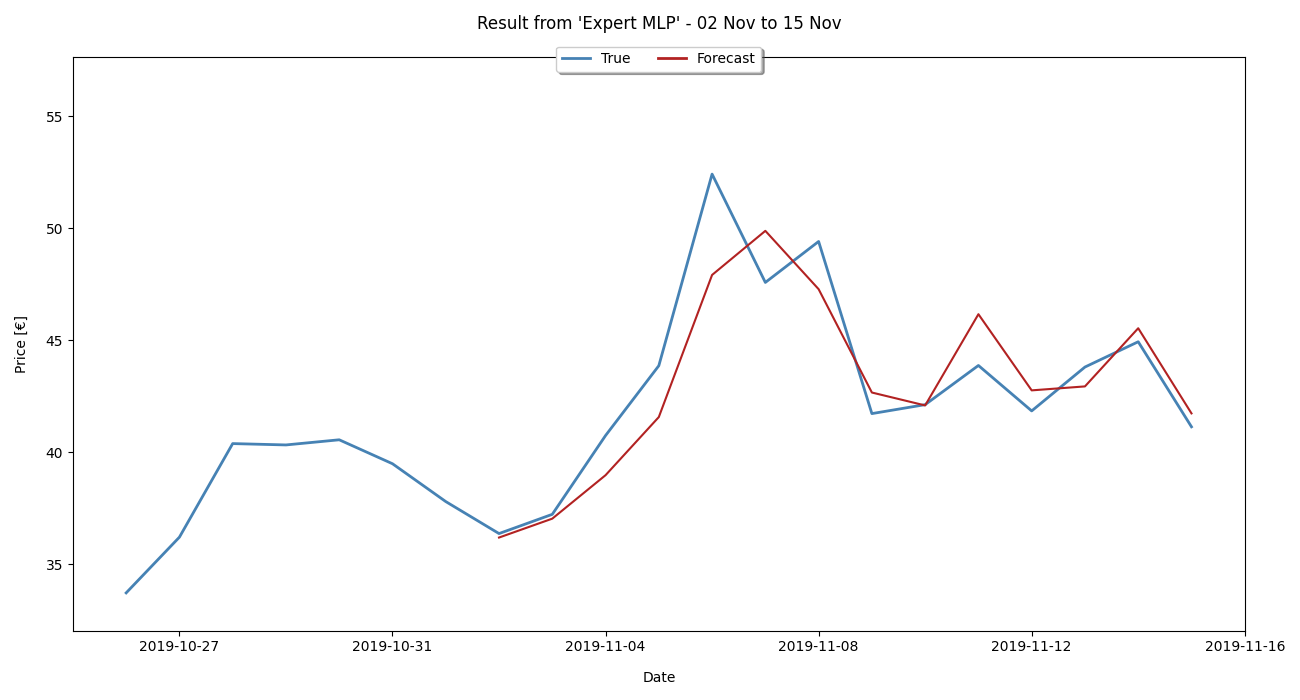 Result from 'Expert MLP' - 02 Nov to 15 Nov
True Forecast
55
50
45
40
35
Price [€]
2019-10-27 2019-10-31 2019-11-04 2019-11-08 2019-11-12 2019-11-16
Date